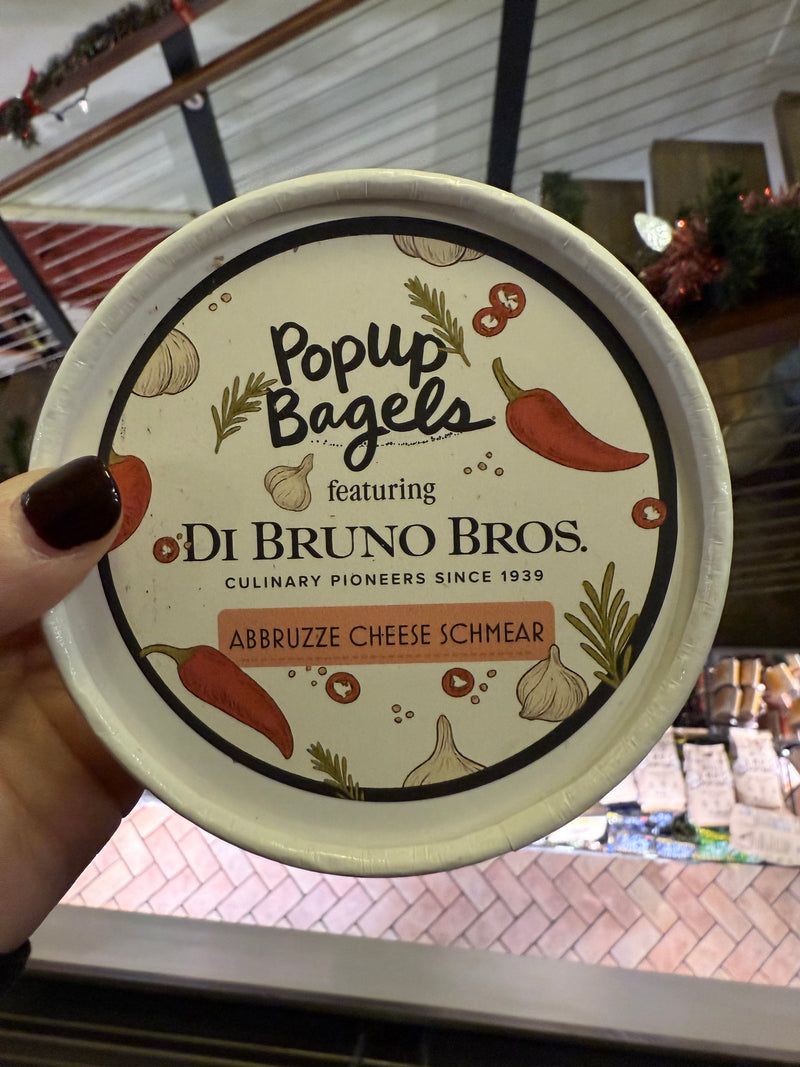 PopUp
Bagels
featuring
DI BRUNO BROS.
CULINARY PIONEERS SINCE 1939
ABBRUZZE CHEESE SCHMEAR